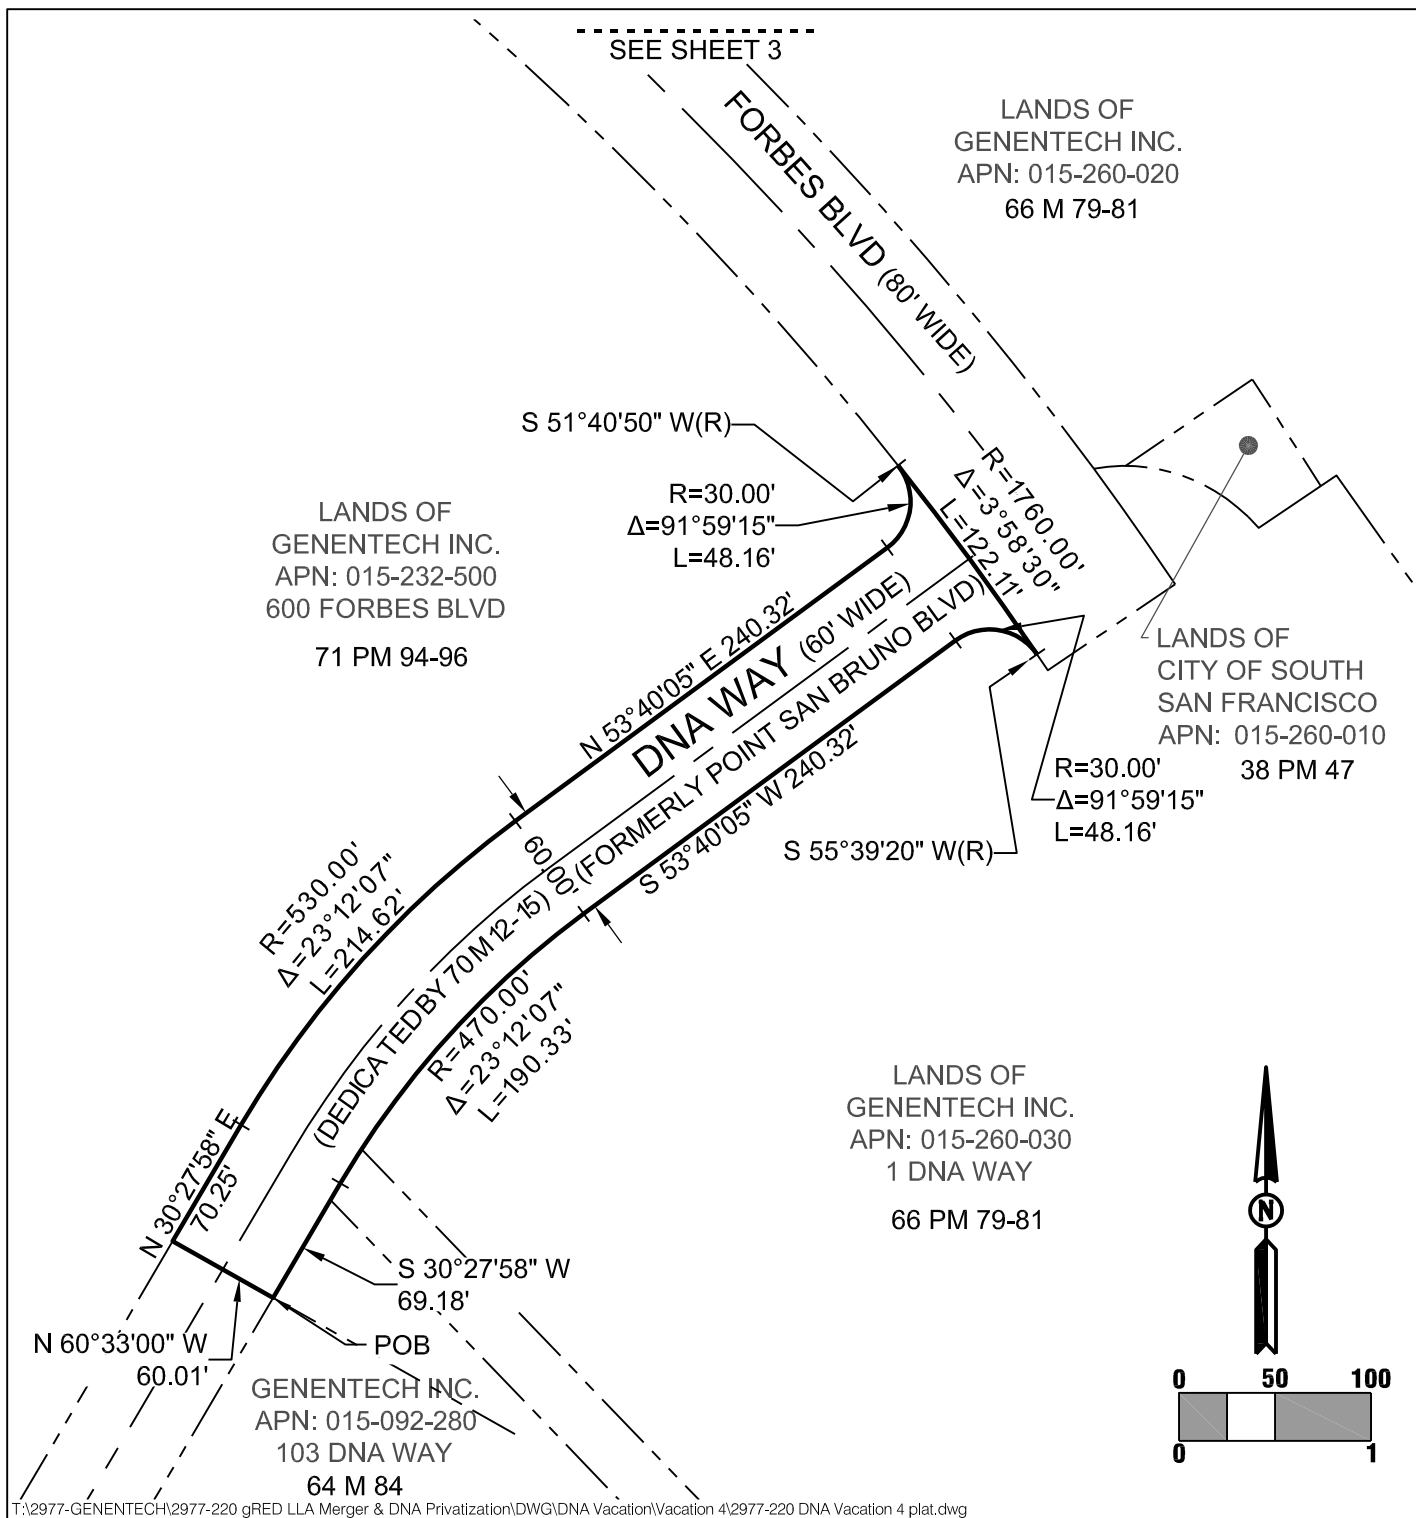 SEE SHEET 3
FORBES BLVD (80' WIDE)
LANDS OF
GENENTECH INC.
APN: 015-260-020
66 M 79-81
S 51°40'50" W(R)
R=30.00'
Δ=91°59'15"
L=48.16'
R=1760.00'
Δ=3°58'30"
L=122.11'
LANDS OF
GENENTECH INC.
APN: 015-232-500
600 FORBES BLVD
71 PM 94-96
N 53°40'05" E 240.32'
DNA WAY (60' WIDE)
(FORMERLY POINT SAN BRUNO BLVD)
S 53°40'05" W 240.32'
LANDS OF
CITY OF SOUTH
SAN FRANCISCO
APN: 015-260-010
38 PM 47
R=30.00'
Δ=91°59'15"
L=48.16'
S 55°39'20" W(R)
60.00'
R=530.00'
Δ=23°12'07"
L=214.62'
(DEDICATED BY 70 M 12-15)
R=470.00'
Δ=23°12'07"
L=190.33'
LANDS OF
GENENTECH INC.
APN: 015-260-030
1 DNA WAY
66 PM 79-81
N 30°27'58" E
70.25'
S 30°27'58" W
69.18'
N 60°33'00" W
60.01'
POB
GENENTECH INC.
APN: 015-092-280
103 DNA WAY
64 M 84
N
0 50 100
0 1
T:\2977-GENENTECH\2977-220 gRED LLA Merger & DNA Privatization\DWG\DNA Vacation\Vacation 4\2977-220 DNA Vacation 4 plat.dwg